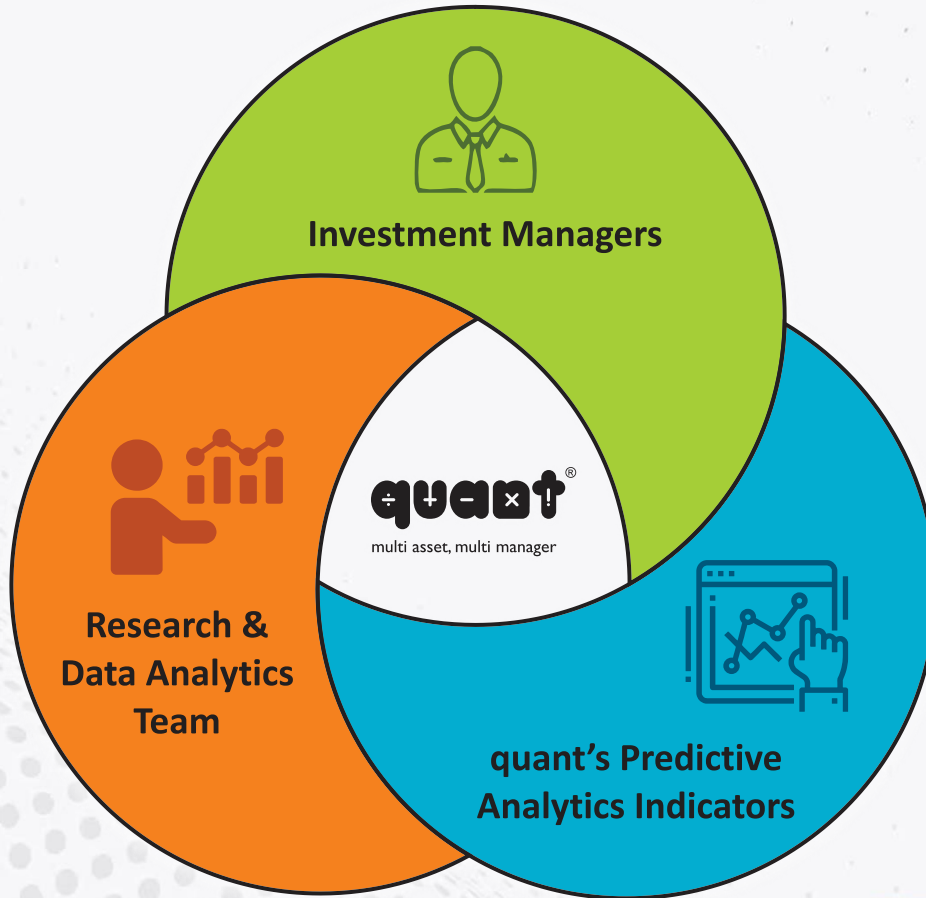 Investment Managers
quant®
multi asset, multi manager
Research &
Data Analytics
Team
quant’s Predictive
Analytics Indicators